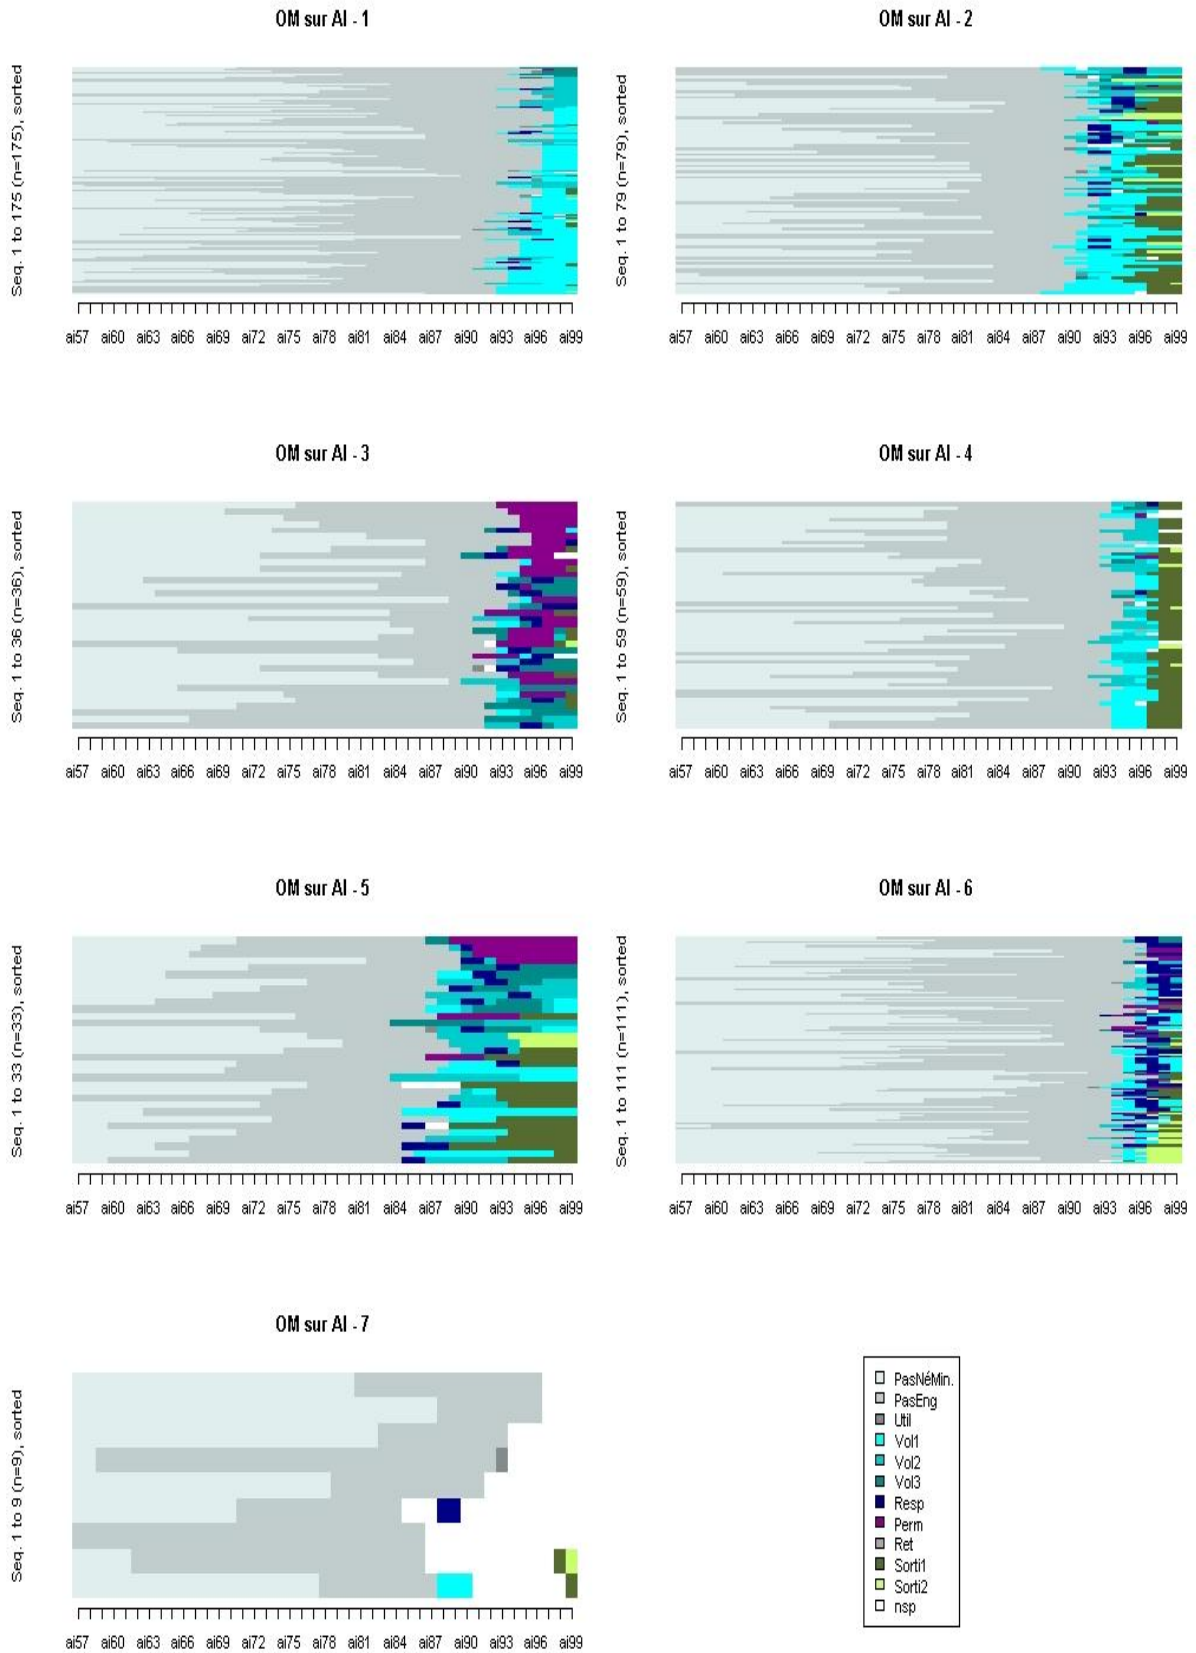 OM sur AI - 1
OM sur AI - 2
Seq. 1 to 175 (n=175), sorted
Seq. 1 to 79 (n=79), sorted
ai57 ai60 ai63 ai66 ai69 ai72 ai75 ai78 ai81 ai84 ai87 ai90 ai93 ai96 ai99
ai57 ai60 ai63 ai66 ai69 ai72 ai75 ai78 ai81 ai84 ai87 ai90 ai93 ai96 ai99
OM sur AI - 3
OM sur AI - 4
Seq. 1 to 36 (n=36), sorted
Seq. 1 to 59 (n=59), sorted
ai57 ai60 ai63 ai66 ai69 ai72 ai75 ai78 ai81 ai84 ai87 ai90 ai93 ai96 ai99
ai57 ai60 ai63 ai66 ai69 ai72 ai75 ai78 ai81 ai84 ai87 ai90 ai93 ai96 ai99
OM sur AI - 5
OM sur AI - 6
Seq. 1 to 33 (n=33), sorted
Seq. 1 to 111 (n=111), sorted
ai57 ai60 ai63 ai66 ai69 ai72 ai75 ai78 ai81 ai84 ai87 ai90 ai93 ai96 ai99
ai57 ai60 ai63 ai66 ai69 ai72 ai75 ai78 ai81 ai84 ai87 ai90 ai93 ai96 ai99
OM sur AI - 7
Seq. 1 to 9 (n=9), sorted
ai57 ai60 ai63 ai66 ai69 ai72 ai75 ai78 ai81 ai84 ai87 ai90 ai93 ai96 ai99
PasNéMin.
PasEng
Util
Vol1
Vol2
Vol3
Resp
Perm
Ret
Sorti1
Sorti2
nsp